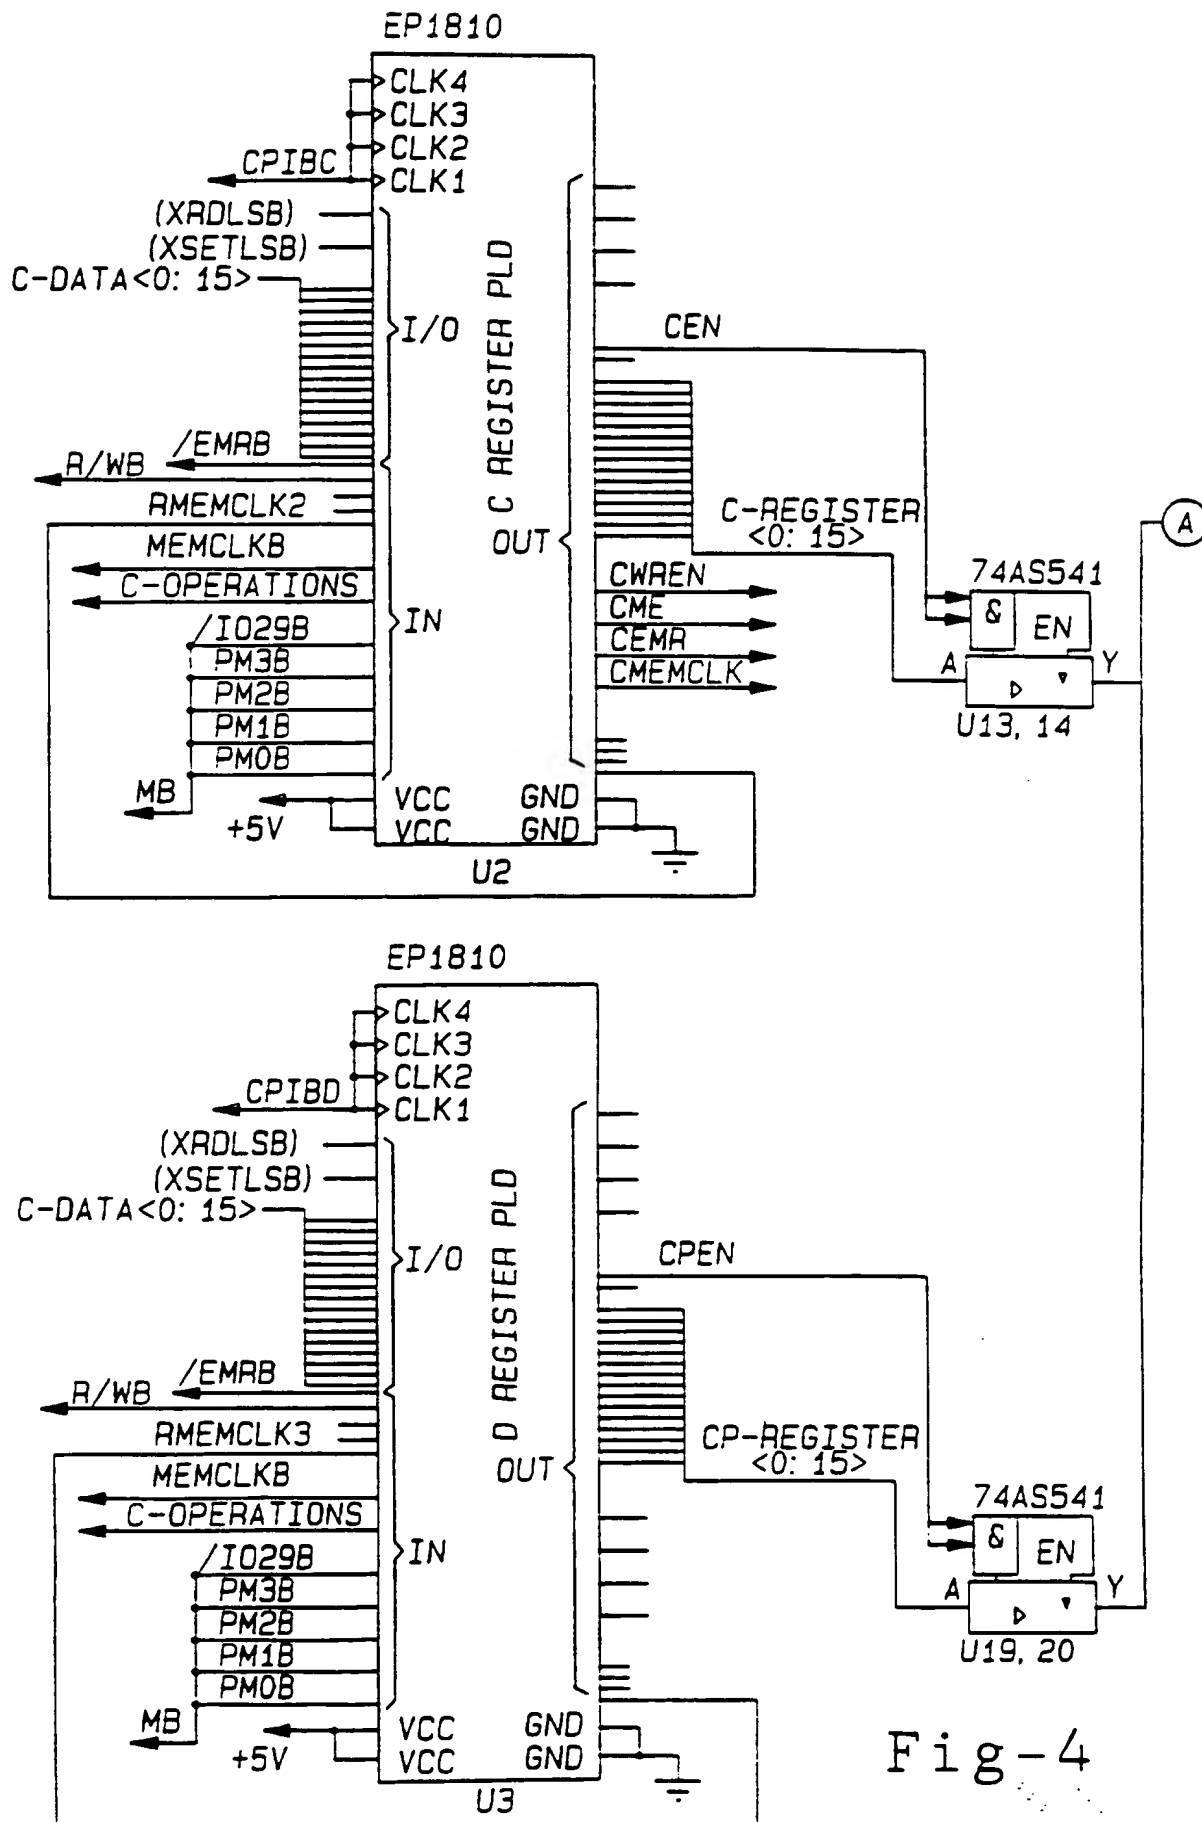 EP1810
CLK4
CLK3
CLK2
CPIBC
CLK1
(XRDLSB)
(XSETLSB)
C-DATA<0: 15>
I/O
C REGISTER PLD
CEN
/EMRB
R/WB
RMEMCLK2
MEMCLKB
C-OPERATIONS
OUT
C-REGISTER
<0: 15>
A
74AS541
&
EN
A
Y
U13, 14
CWREN
CME
CEMR
CMEMCLK
/IO29B
IN
PM3B
PM2B
PM1B
PM0B
MB
+5V
VCC
GND
VCC
GND
U2
EP1810
CLK4
CLK3
CLK2
CPIBD
CLK1
(XRDLSB)
(XSETLSB)
C-DATA<0: 15>
I/O
D REGISTER PLD
CPEN
/EMRB
R/WB
RMEMCLK3
MEMCLKB
C-OPERATIONS
OUT
CP-REGISTER
<0: 15>
74AS541
&
EN
A
Y
U19, 20
/IO29B
IN
PM3B
PM2B
PM1B
PM0B
MB
+5V
VCC
GND
VCC
GND
U3
Fig-4